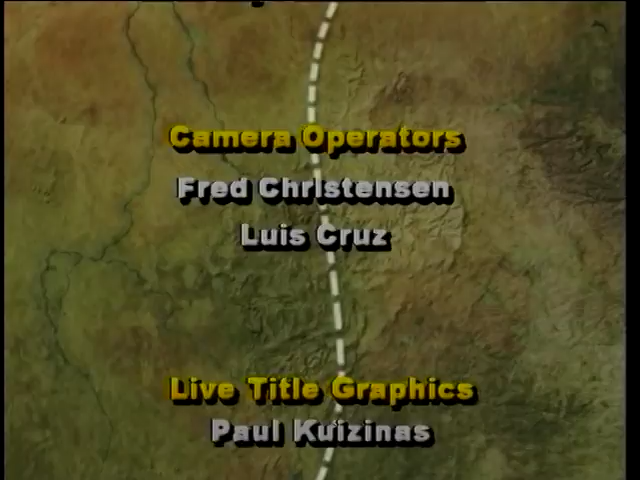 Camera Operators
Fred Christensen
Luis Cruz
Live Title Graphics
Paul Kuizinas